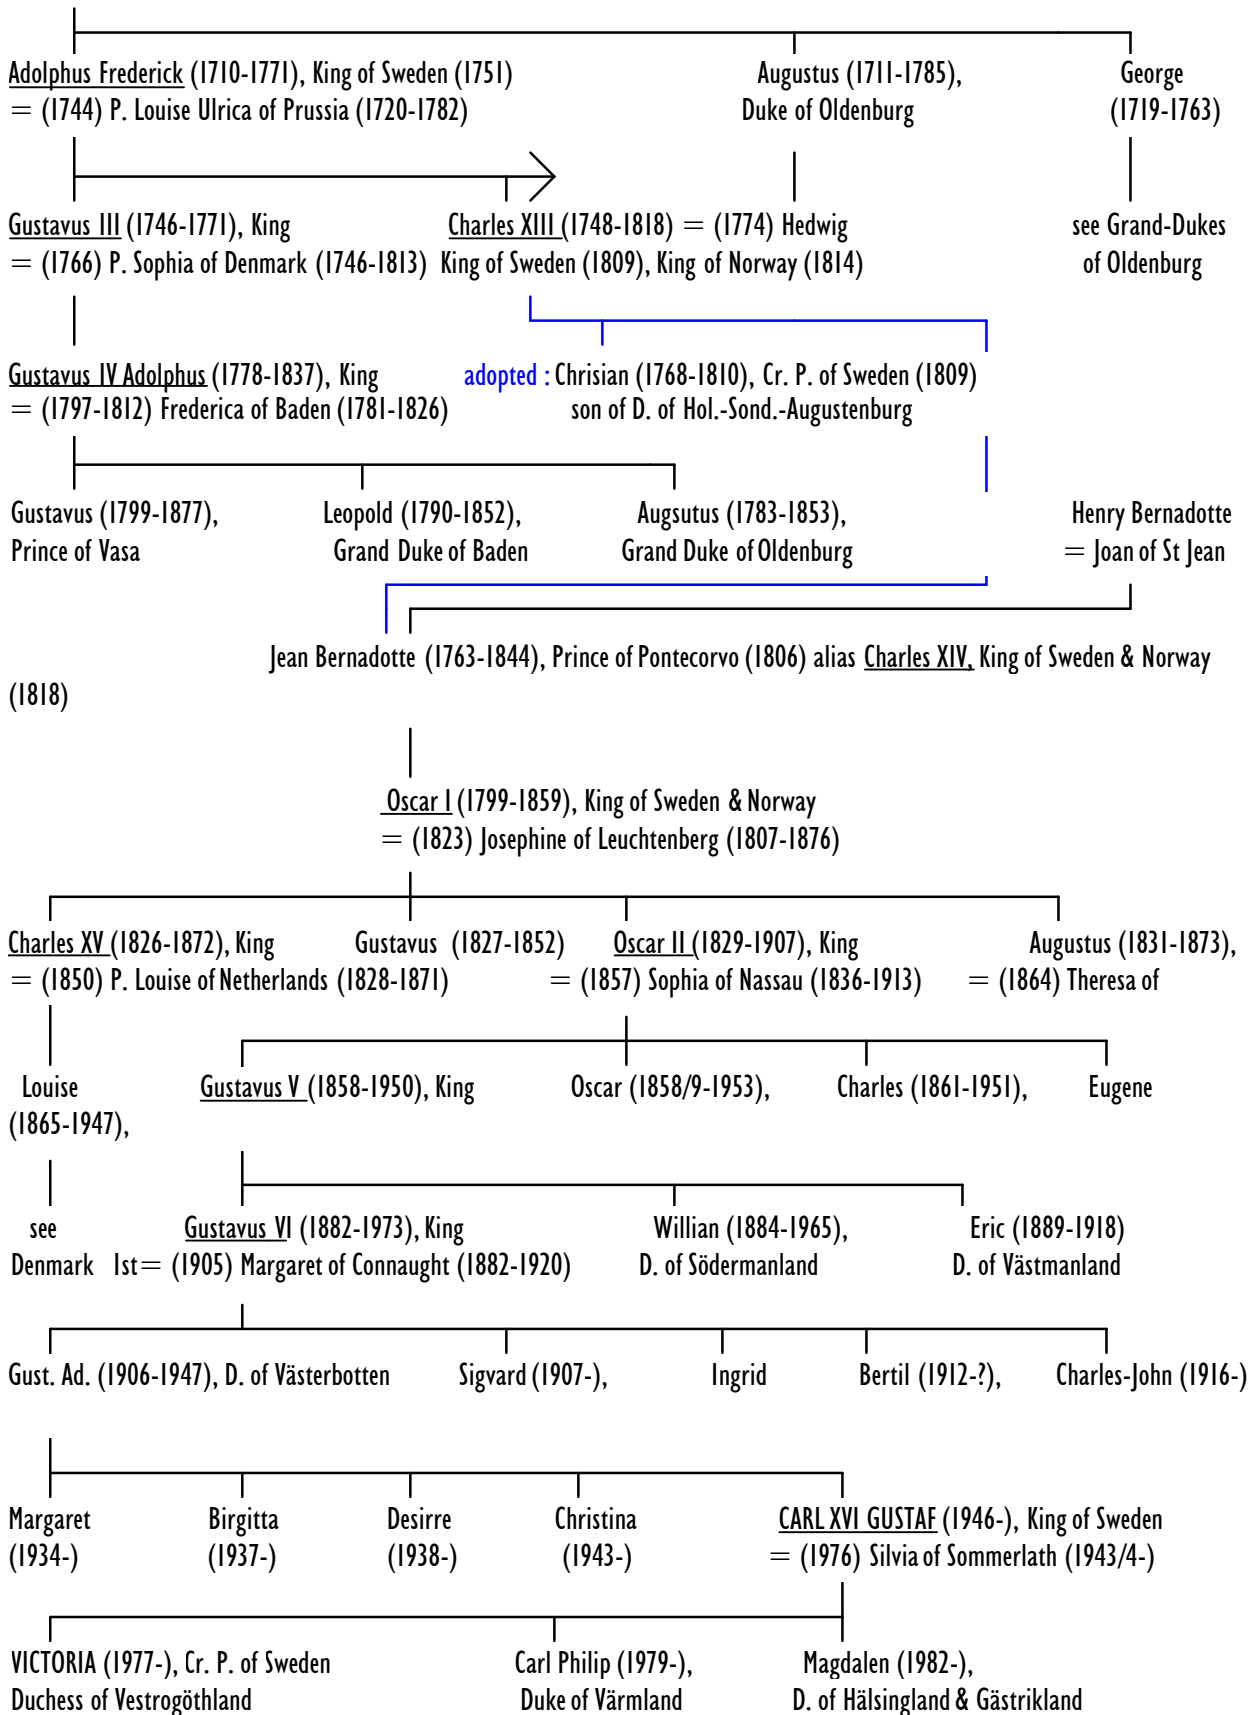 Adolphus Frederick (1710-1771), King of Sweden (1751) Augustus (1711-1785), George
= (1744) P. Louise Ulrica of Prussia (1720-1782) Duke of Oldenburg (1719-1763)
Gustavus III (1746-1771), King Charles XIII (1748-1818) = (1774) Hedwig see Grand-Dukes
= (1766) P. Sophia of Denmark (1746-1813) King of Sweden (1809), King of Norway (1814) of Oldenburg
Gustavus IV Adolphus (1778-1837), King adopted : Chrisian (1768-1810), Cr. P. of Sweden (1809)
= (1797-1812) Frederica of Baden (1781-1826) son of D. of Hol.-Sond.-Augustenburg
Gustavus (1799-1877), Leopold (1790-1852), Augsutus (1783-1853), Henry Bernadotte
Prince of Vasa Grand Duke of Baden Grand Duke of Oldenburg = Joan of St Jean
Jean Bernadotte (1763-1844), Prince of Pontecorvo (1806) alias Charles XIV, King of Sweden & Norway
(1818)
Oscar I (1799-1859), King of Sweden & Norway
= (1823) Josephine of Leuchtenberg (1807-1876)
Charles XV (1826-1872), King Gustavus (1827-1852) Oscar II (1829-1907), King Augustus (1831-1873),
= (1850) P. Louise of Netherlands (1828-1871) = (1857) Sophia of Nassau (1836-1913) = (1864) Theresa of
Louise Gustavus V (1858-1950), King Oscar (1858/9-1953), Charles (1861-1951), Eugene
(1865-1947),
see Gustavus VI (1882-1973), King Willian (1884-1965), Eric (1889-1918)
Denmark 1st= (1905) Margaret of Connaught (1882-1920) D. of Södermanland D. of Västmanland
Gust. Ad. (1906-1947), D. of Västerbotten Sigvard (1907-), Ingrid Bertil (1912-?), Charles-John (1916-)
Margaret Birgitta Desirre Christina CARL XVI GUSTAF (1946-), King of Sweden
(1934-) (1937-) (1938-) (1943-) = (1976) Silvia of Sommerlath (1943/4-)
VICTORIA (1977-), Cr. P. of Sweden Carl Philip (1979-), Magdalen (1982-),
Duchess of Vestrogöthland Duke of Värmland D. of Hälsingland & Gästrikland